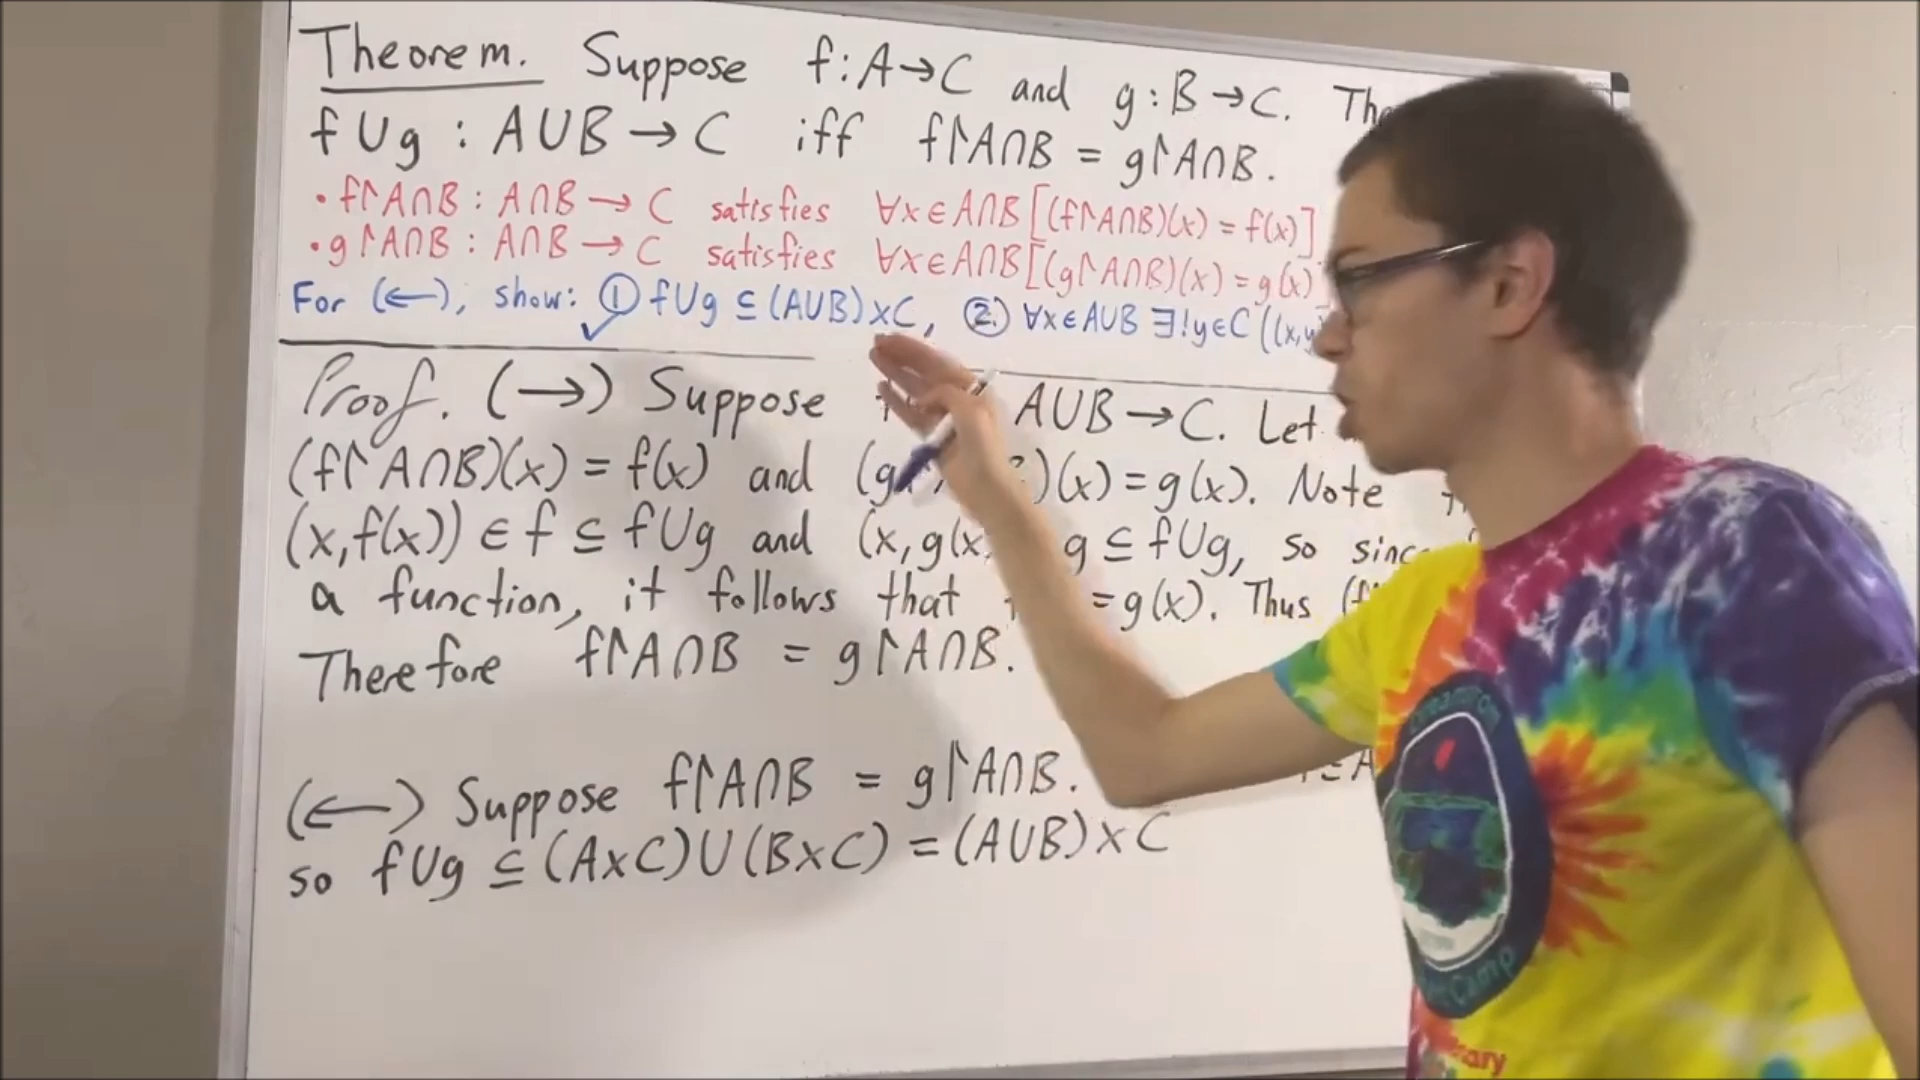 Theorem. Suppose f:A→C and g:B→C.
f∪g : A∪B → C iff f↾A∩B = g↾A∩B.
• f↾A∩B : A∩B → C satisfies ∀x∈A∩B[(f↾A∩B)(x) = f(x)]
• g↾A∩B : A∩B → C satisfies ∀x∈A∩B[(g↾A∩B)(x) = g(x)
For (←), show: ① f∪g ⊆ (A∪B)×C, ② ∀x∈A∪B ∃!y∈C ((x,y
✓
Proof. (→) Suppose A∪B→C. Let
(f↾A∩B)(x) = f(x) and (g )(x) = g(x). Note
(x,f(x)) ∈ f ⊆ f∪g and (x,g(x g ⊆ f∪g, so
a function, it follows that =g(x). Thus
Therefore f↾A∩B = g↾A∩B.
(←) Suppose f↾A∩B = g↾A∩B.
so f∪g ⊆ (A×C)∪(B×C) = (A∪B)×C
Camp